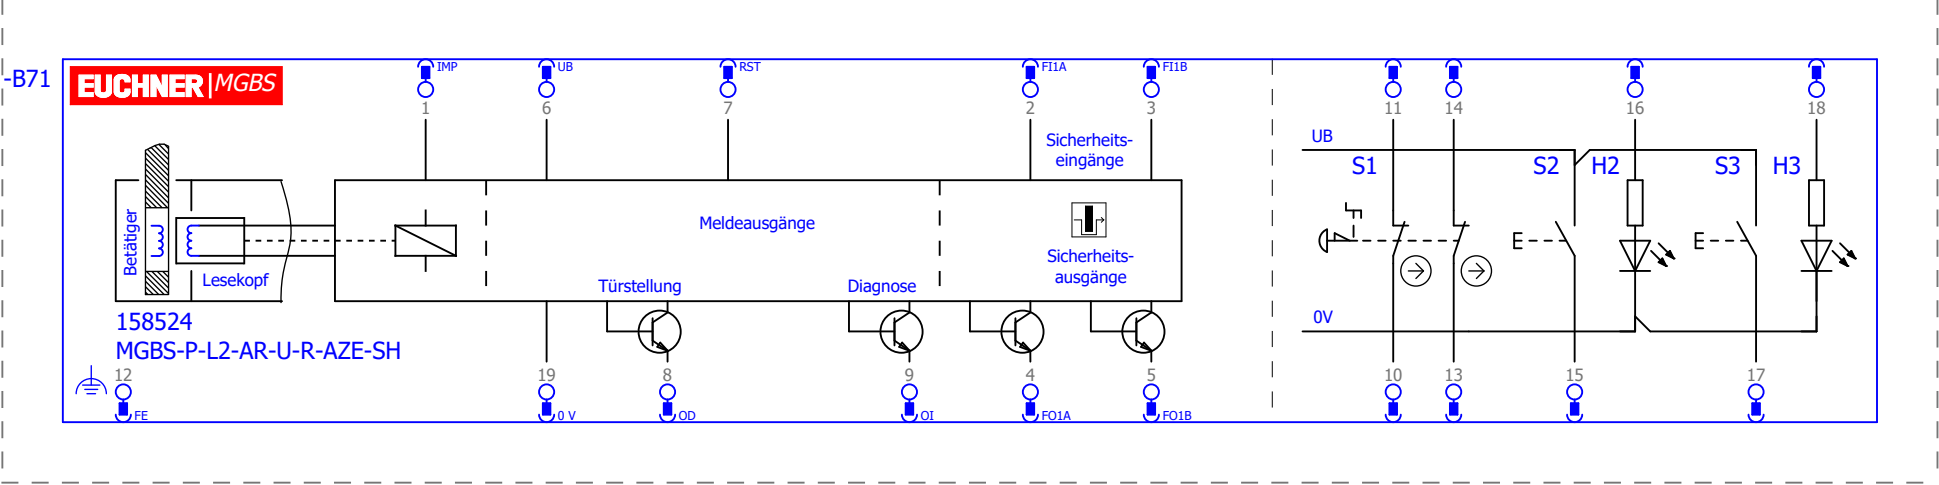 -B71
EUCHNER|MGBS
IMP
UB
RST
FI1A
FI1B
1
6
7
2
3
11
14
16
18
Sicherheits-
eingänge
UB
S1
S2
H2
S3
H3
Betätiger
Lesekopf
Meldeausgänge
Sicherheits-
ausgänge
Türstellung
Diagnose
0V
158524
MGBS-P-L2-AR-U-R-AZE-SH
12
19
8
9
4
5
10
13
15
17
FE
0 V
OD
OI
FO1A
FO1B